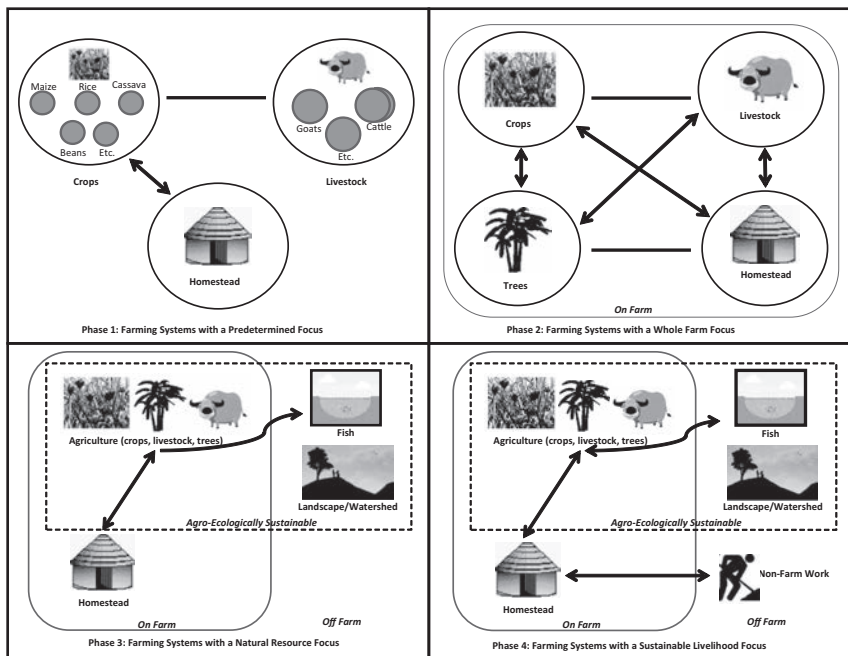 Maize
Rice
Cassava
Beans
Etc.
Crops
Goats
Cattle
Etc.
Livestock
Homestead
Phase 1: Farming Systems with a Predetermined Focus
Crops
Livestock
Trees
Homestead
On Farm
Phase 2: Farming Systems with a Whole Farm Focus
Agriculture (crops, livestock, trees)
Fish
Landscape/Watershed
Agro-Ecologically Sustainable
Homestead
On Farm
Off Farm
Phase 3: Farming Systems with a Natural Resource Focus
Agriculture (crops, livestock, trees)
Fish
Landscape/Watershed
Agro-Ecologically Sustainable
Non-Farm Work
Homestead
On Farm
Off Farm
Phase 4: Farming Systems with a Sustainable Livelihood Focus